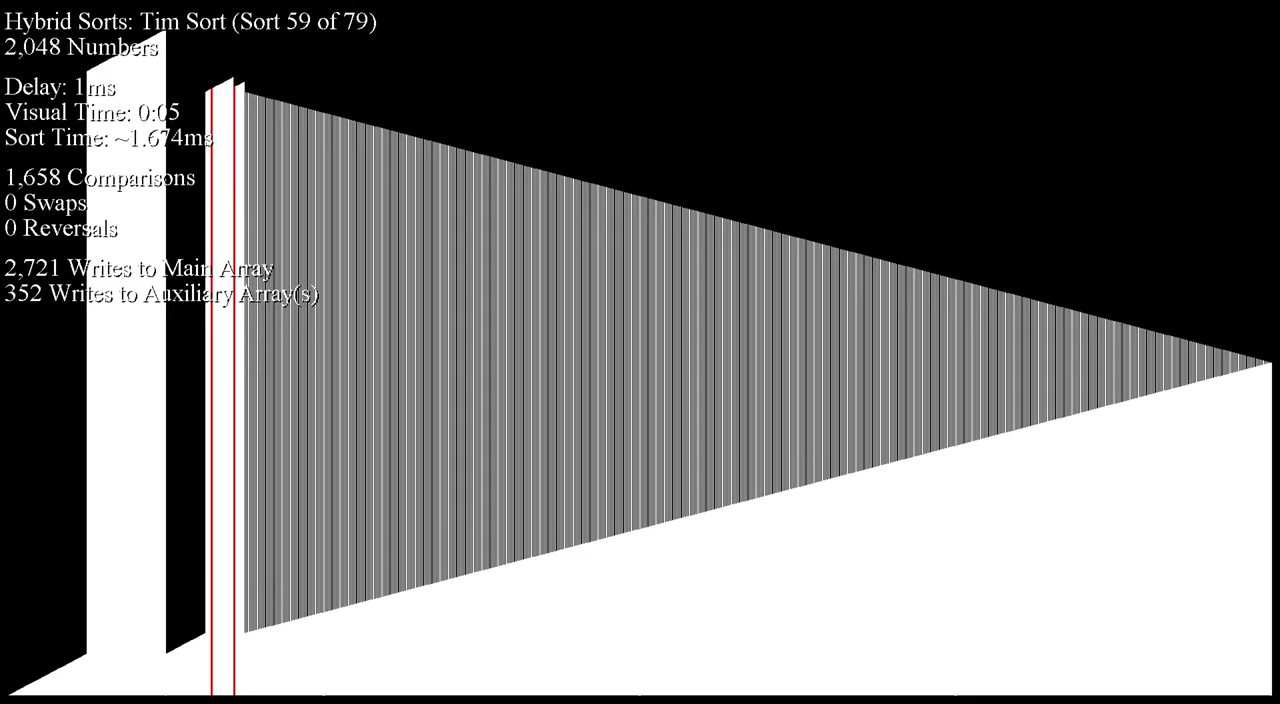 Hybrid Sorts: Tim Sort (Sort 59 of 79)
2,048 Numbers
Delay: 1ms
Visual Time: 0:05
Sort Time: ~1.674ms
1,658 Comparisons
0 Swaps
0 Reversals
2,721 Writes to Main Array
352 Writes to Auxiliary Array(s)